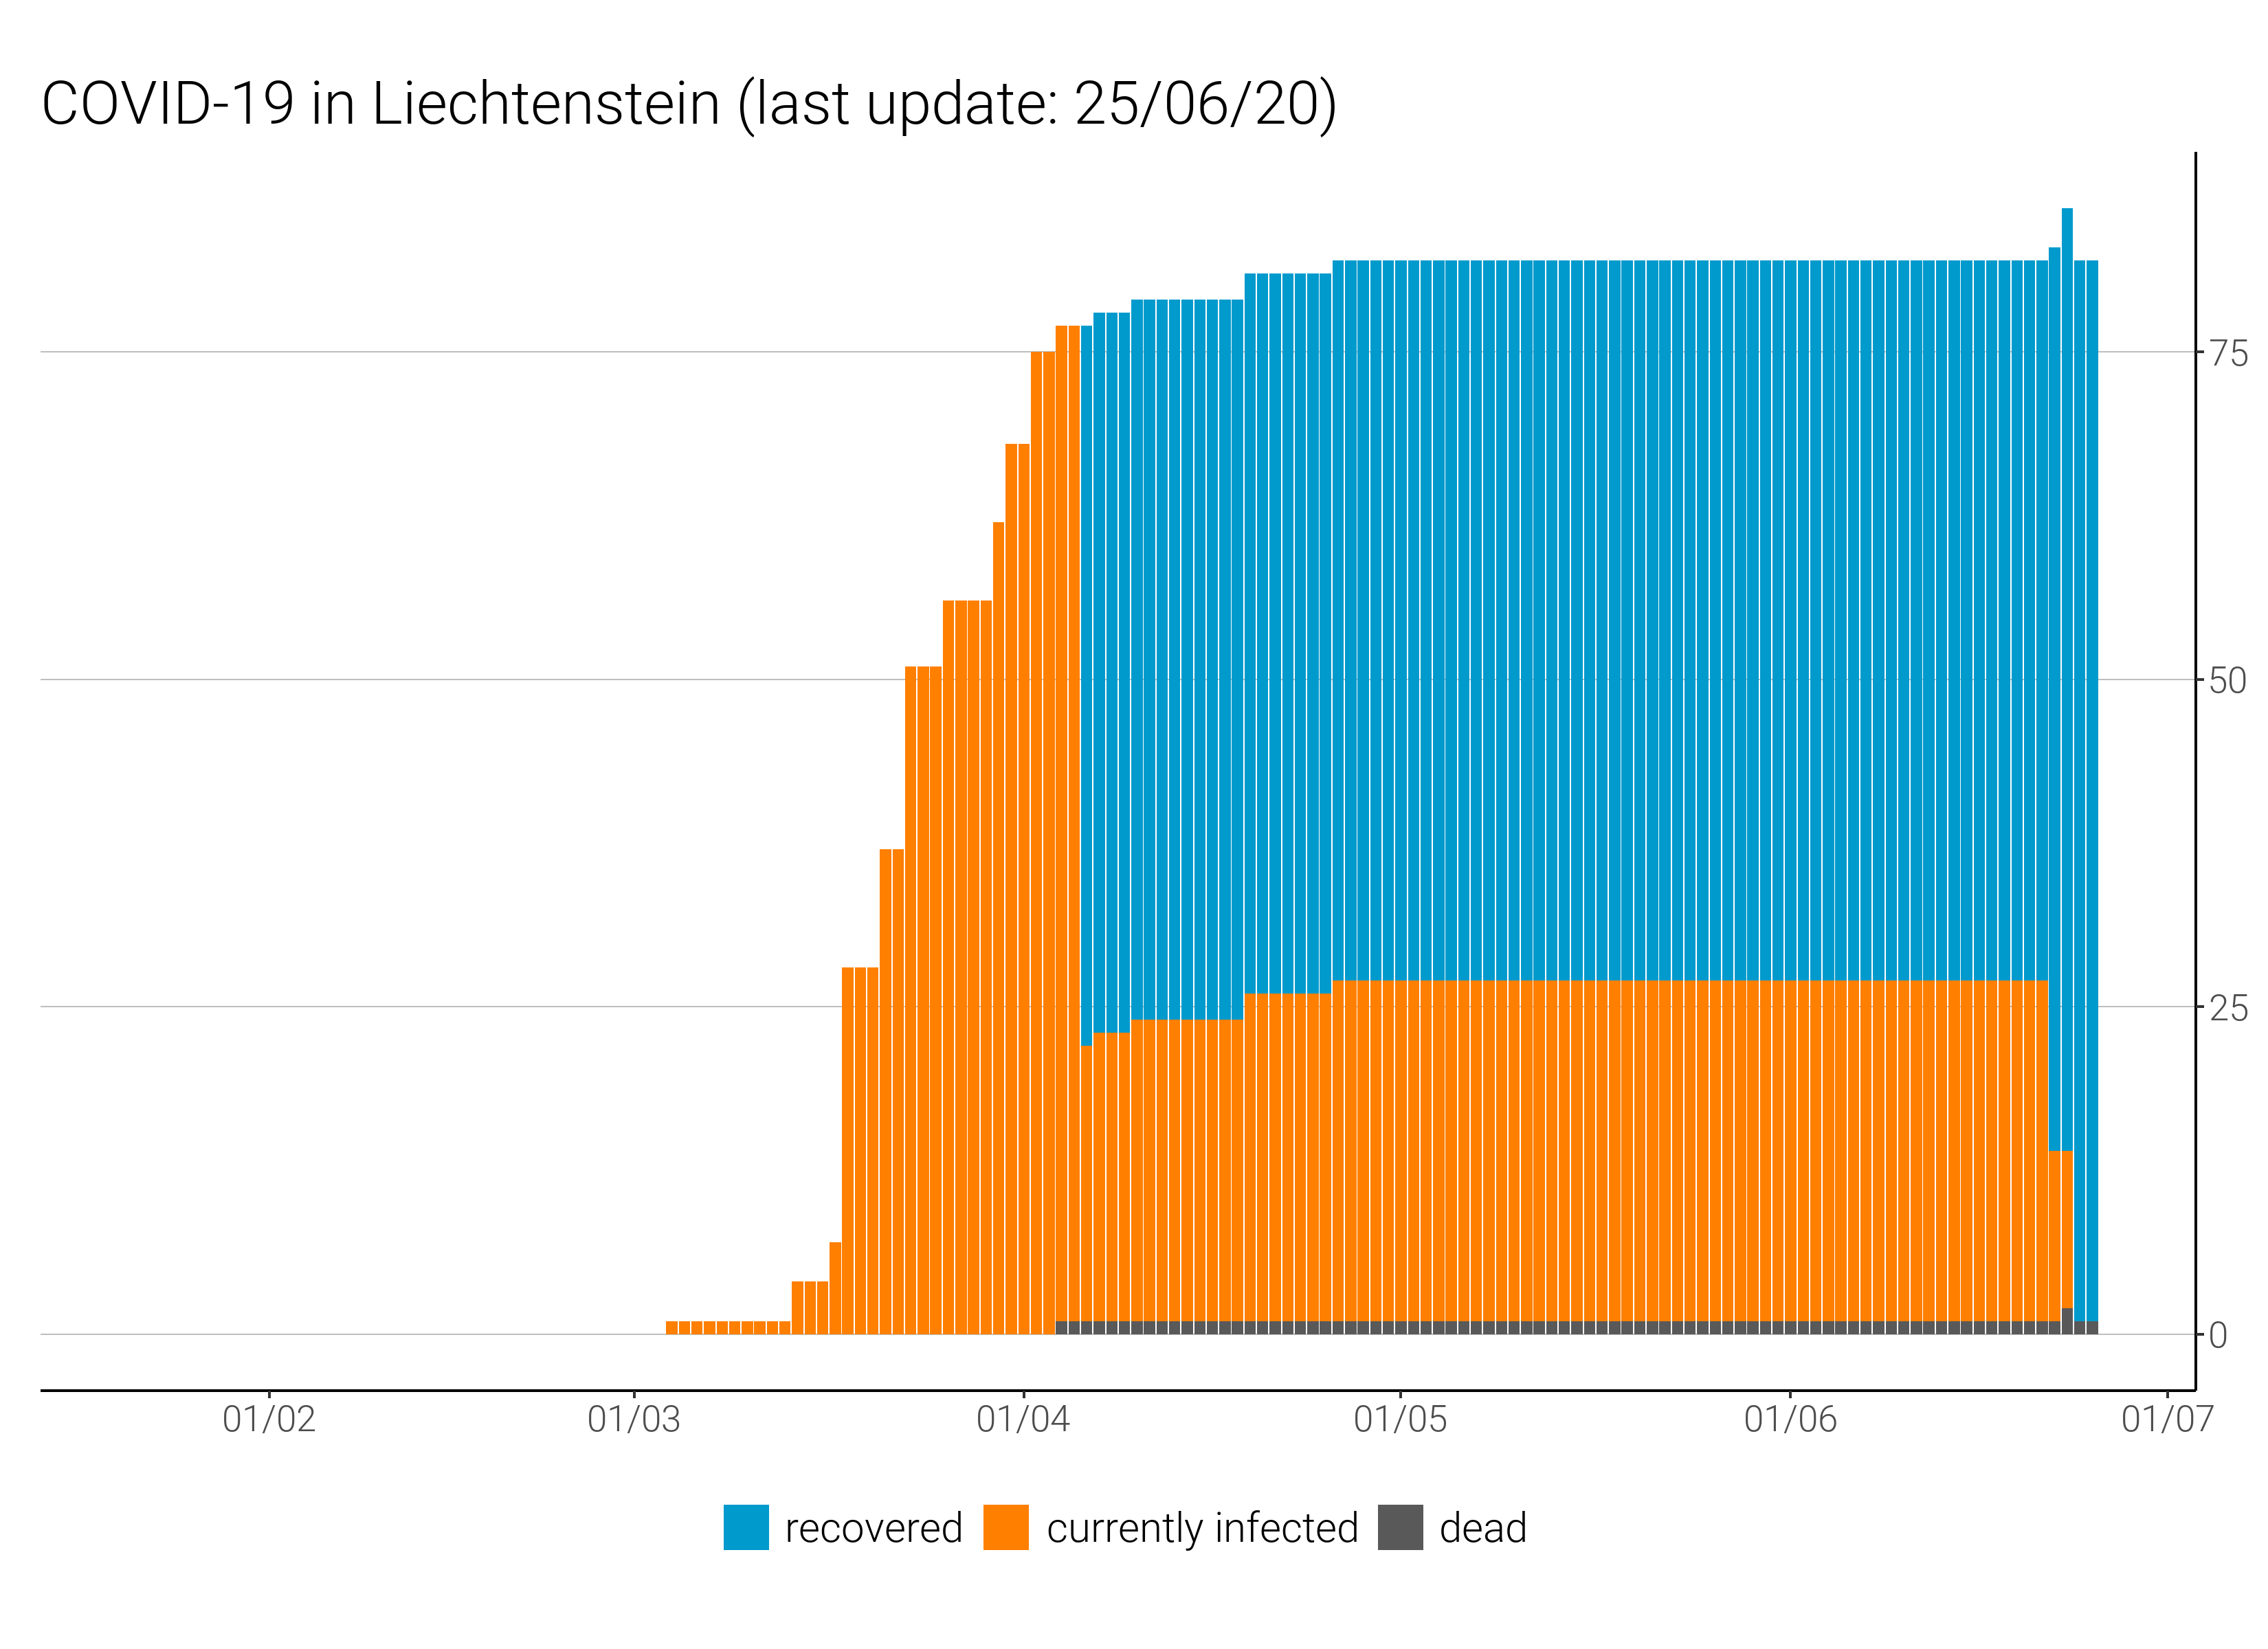 COVID-19 in Liechtenstein (last update: 25/06/20)
75
50
25
0
01/02 01/03 01/04 01/05 01/06 01/07
recovered currently infected dead